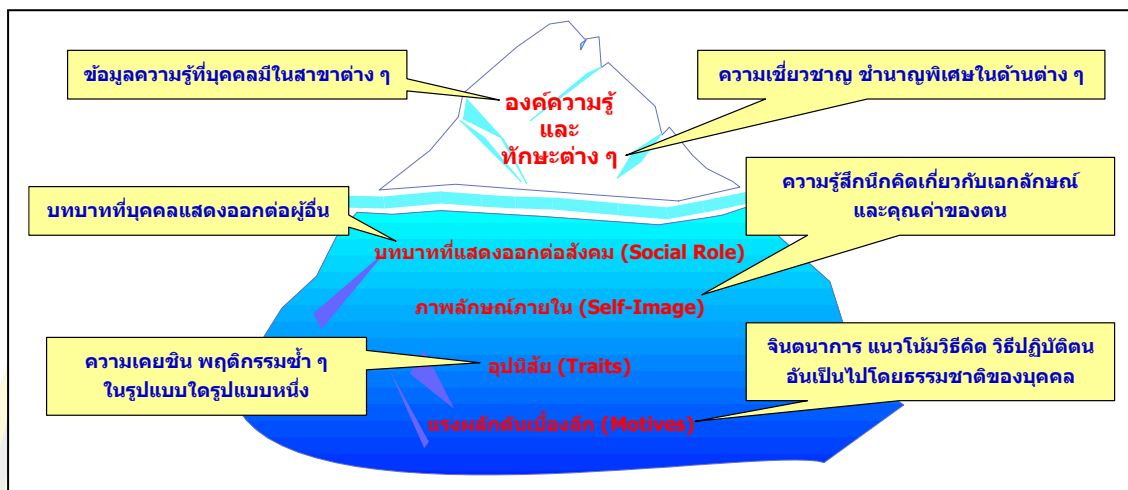 ข้อมูลความรู้ที่บุคคลมีในสาขาต่าง ๆ
ความเชี่ยวชาญ ชำนาญพิเศษในด้านต่าง ๆ
องค์ความรู้
และ
ทักษะต่าง ๆ
บทบาทที่บุคคลแสดงออกต่อผู้อื่น
ความรู้สึกนึกคิดเกี่ยวกับเอกลักษณ์
และคุณค่าของตน
บทบาทที่แสดงออกต่อสังคม (Social Role)
ภาพลักษณ์ภายใน (Self-Image)
ความเคยชิน พฤติกรรมซ้ำ ๆ
ในรูปแบบใดรูปแบบหนึ่ง
อุปนิสัย (Traits)
จินตนาการ แนวโน้มวิธีคิด วิธีปฏิบัติตน
อันเป็นไปโดยธรรมชาติของบุคคล
แรงผลักดันเบื้องลึก (Motives)